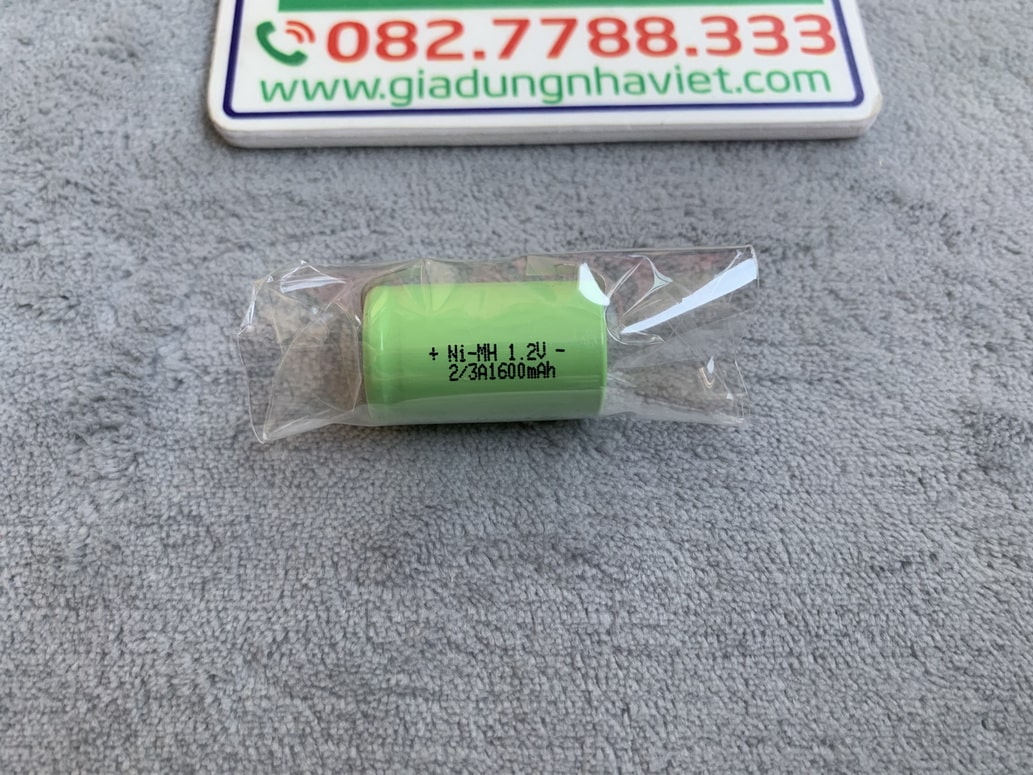 082.7788.333
www.giadungnhaviet.com
+ Ni-MH 1.2V -
2/3A1600mAh